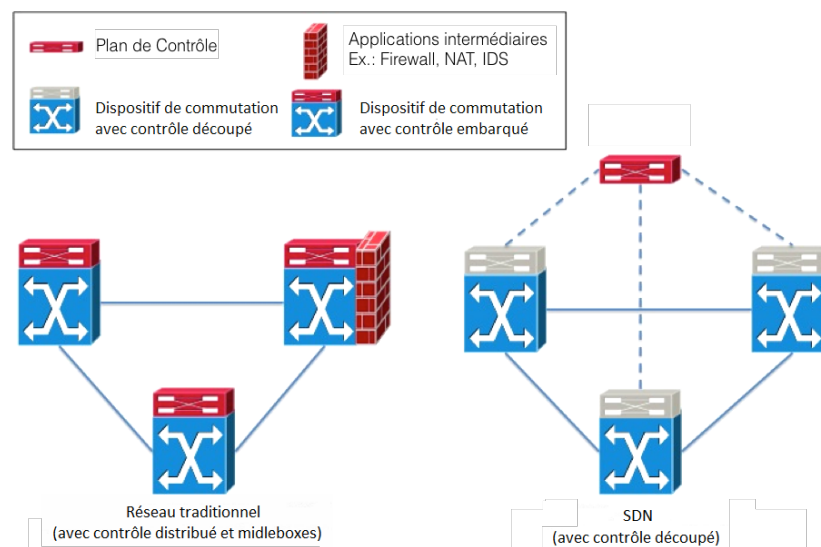 Plan de Contrôle
Applications intermédiaires
Ex.: Firewall, NAT, IDS
Dispositif de commutation
avec contrôle découpé
Dispositif de commutation
avec contrôle embarqué
Réseau traditionnel
(avec contrôle distribué et midleboxes)
SDN
(avec contrôle découpé)